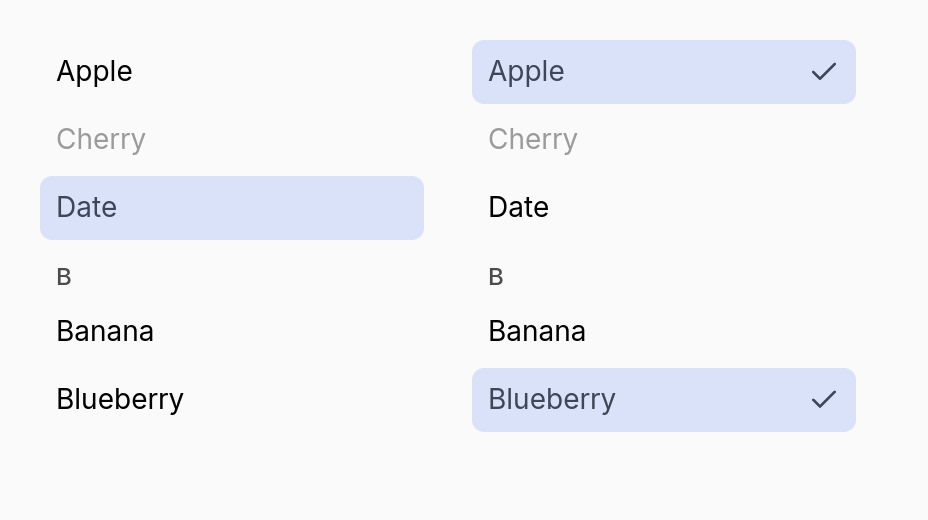 Apple
Cherry
Date
B
Banana
Blueberry
Apple
Cherry
Date
B
Banana
Blueberry